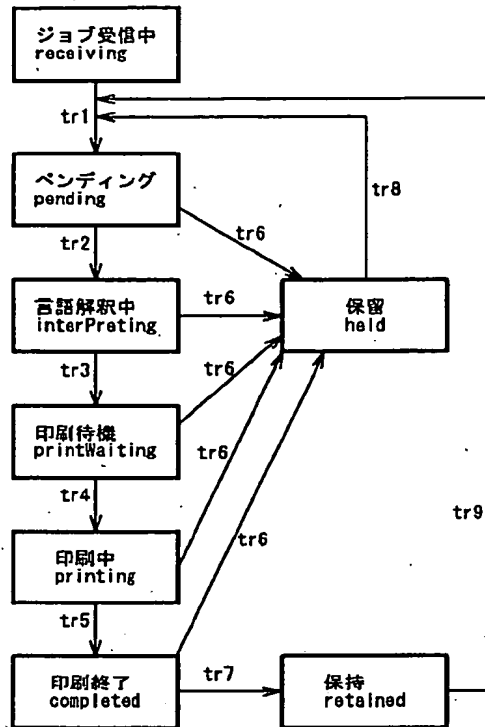 ジョブ受信中
receiving
tr1
ペンディング
pending
tr8
tr6
tr2
言語解釈中
interPreting
tr6
保留
held
tr3
tr6
印刷待機
printWaiting
tr6
tr4
tr9
印刷中
printing
tr6
tr5
印刷終了
completed
tr7
保持
retained